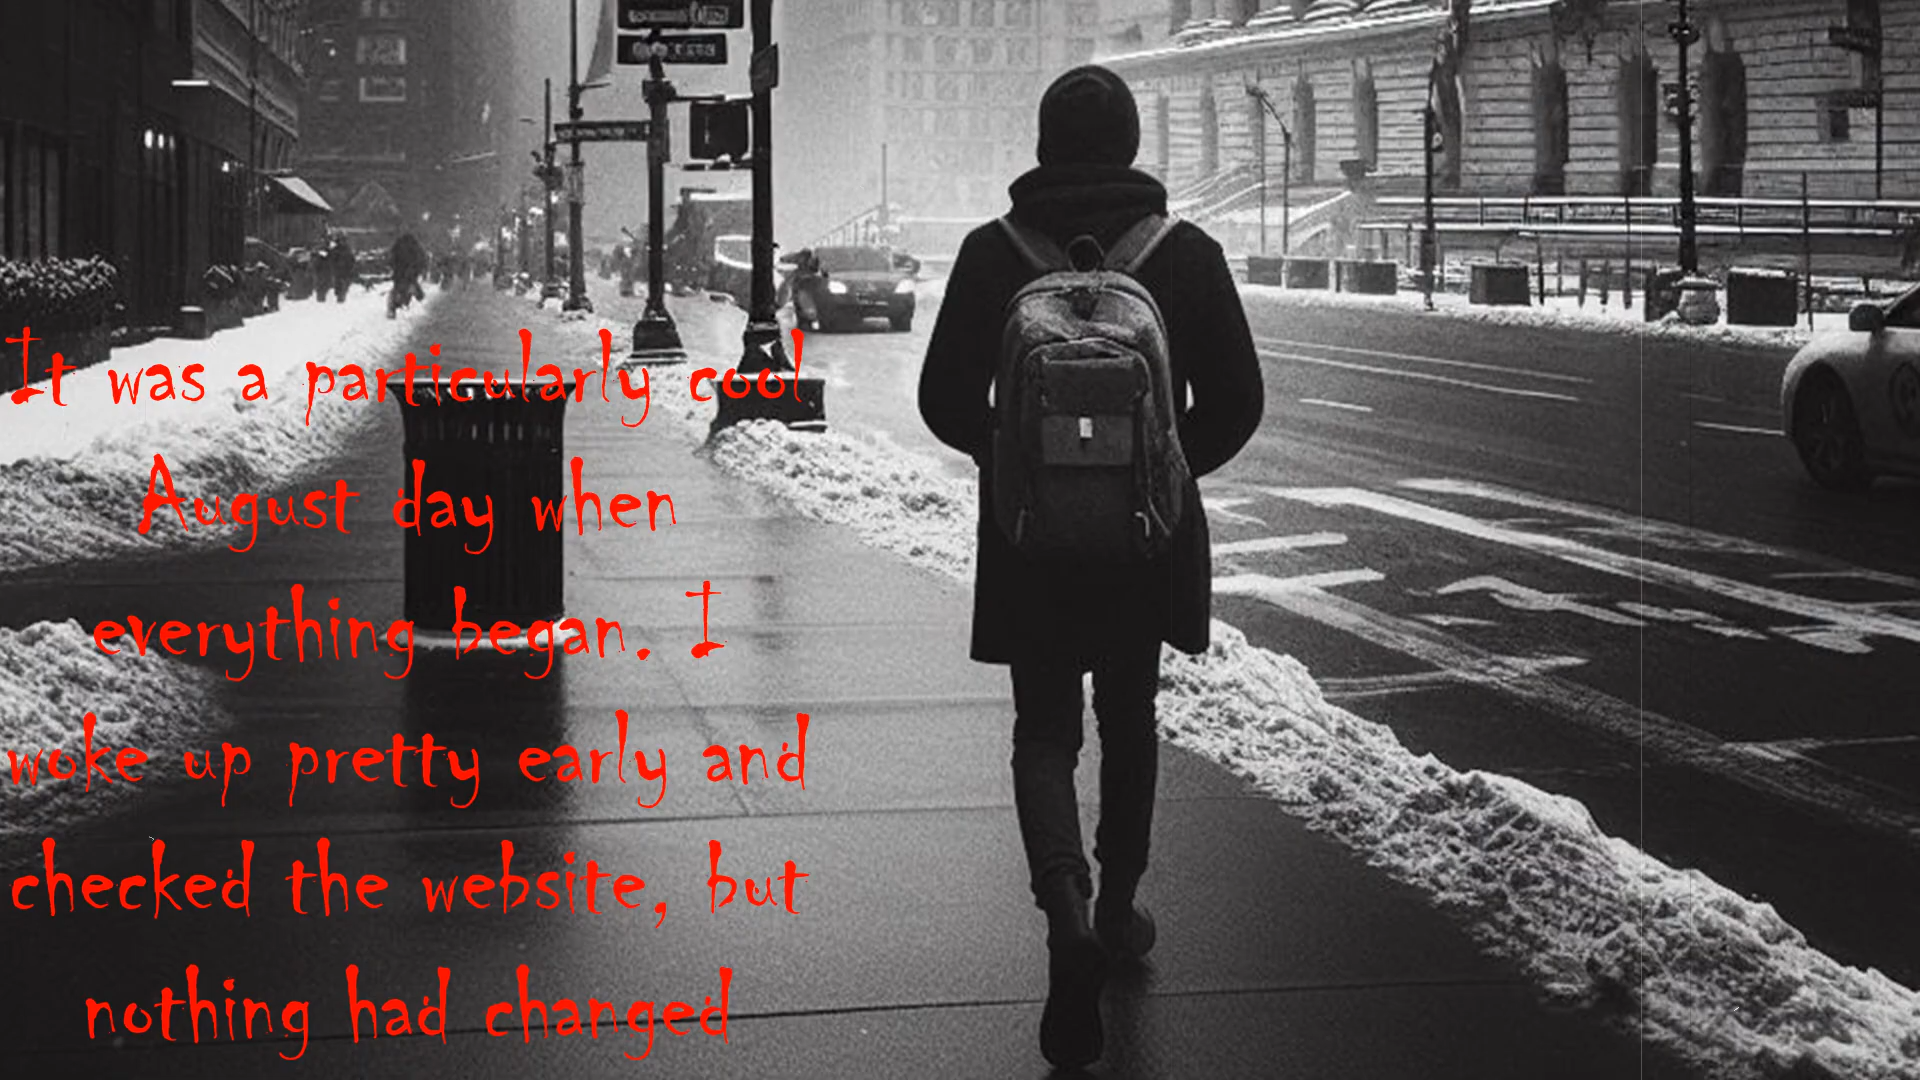 It was a particularly cool
August day when
everything began. I
woke up pretty early and
checked the website, but
nothing had changed